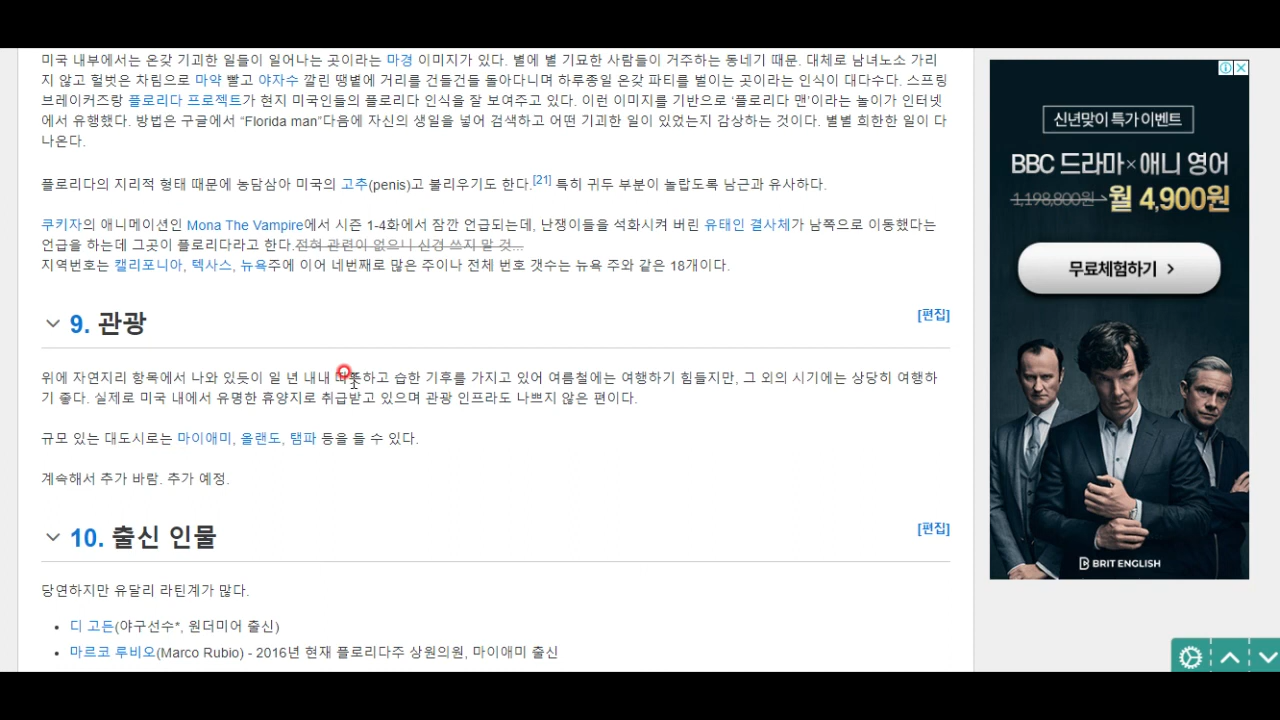 미국 내부에서는 온갖 기괴한 일들이 일어나는 곳이라는 마경 이미지가 있다. 별에 별 기묘한 사람들이 거주하는 동네기 때문. 대체로 남녀노소 가리
지 않고 헐벗은 차림으로 마약 빨고 야자수 깔린 땡볕에 거리를 건들건들 돌아다니며 하루종일 온갖 파티를 벌이는 곳이라는 인식이 대다수다. 스프링
브레이커즈랑 플로리다 프로젝트가 현지 미국인들의 플로리다 인식을 잘 보여주고 있다. 이런 이미지를 기반으로 ‘플로리다 맨’이라는 놀이가 인터넷
에서 유행했다. 방법은 구글에서 “Florida man”다음에 자신의 생일을 넣어 검색하고 어떤 기괴한 일이 있었는지 감상하는 것이다. 별별 희한한 일이 다
나온다.
플로리다의 지리적 형태 때문에 농담삼아 미국의 고추(penis)고 불리우기도 한다.[21] 특히 귀두 부분이 놀랍도록 남근과 유사하다.
쿠키자의 애니메이션인 Mona The Vampire에서 시즌 1-4화에서 잠깐 언급되는데, 난쟁이들을 석화시켜 버린 유태인 결사체가 남쪽으로 이동했다는
언급을 하는데 그곳이 플로리다라고 한다.전혀 관련이 없으니 신경 쓰지 말 것...
지역번호는 캘리포니아, 텍사스, 뉴욕주에 이어 네번째로 많은 주이나 전체 번호 갯수는 뉴욕 주와 같은 18개이다.
9. 관광 [편집]
위에 자연지리 항목에서 나와 있듯이 일 년 내내 따뜻하고 습한 기후를 가지고 있어 여름철에는 여행하기 힘들지만, 그 외의 시기에는 상당히 여행하
기 좋다. 실제로 미국 내에서 유명한 휴양지로 취급받고 있으며 관광 인프라도 나쁘지 않은 편이다.
규모 있는 대도시로는 마이애미, 올랜도, 탬파 등을 들 수 있다.
계속해서 추가 바람. 추가 예정.
10. 출신 인물 [편집]
당연하지만 유달리 라틴계가 많다.
• 디 고든(야구선수*, 원더미어 출신)
• 마르코 루비오(Marco Rubio) - 2016년 현재 플로리다주 상원의원, 마이애미 출신
신년맞이 특가 이벤트
BBC 드라마×애니 영어
1,198,800원 월 4,900원
무료체험하기 >
BRIT ENGLISH